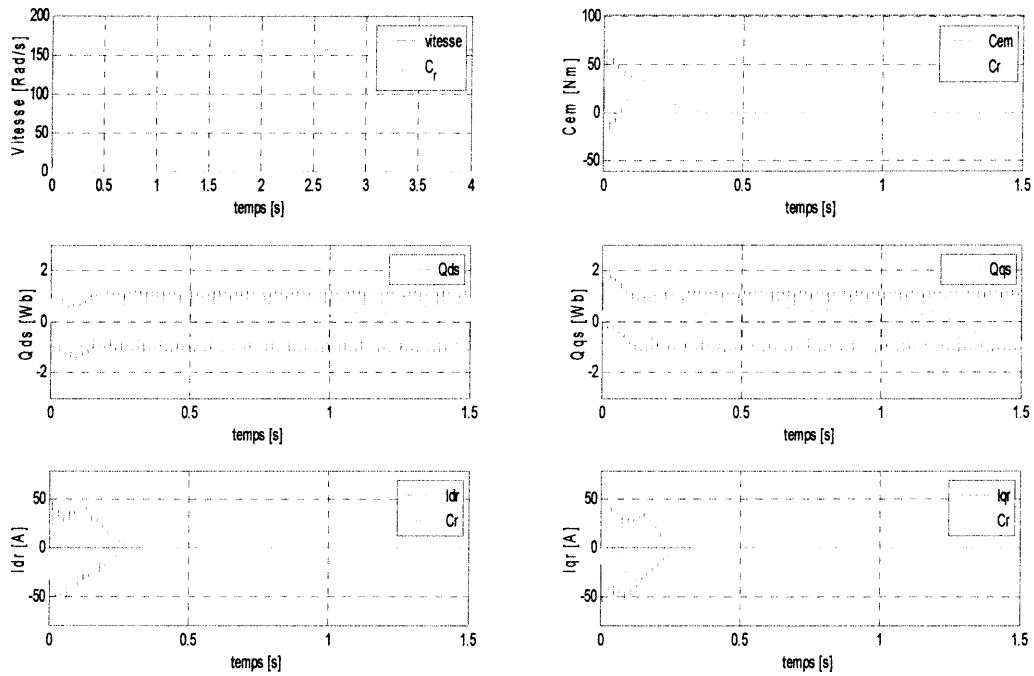 200
150
100
50
0
Vitesse [Rad/s]
vitesse
C_r
0 0.5 1 1.5 2 2.5 3 3.5 4
temps [s]
100
50
0
-50
Cem [Nm]
Cem
Cr
0 0.5 1 1.5
temps [s]
2
0
-2
Qds [Wb]
Qds
0 0.5 1 1.5
temps [s]
2
0
-2
Qqs [Wb]
Qqs
0 0.5 1 1.5
temps [s]
50
0
-50
Idr [A]
Idr
Cr
0 0.5 1 1.5
temps [s]
50
0
-50
Iqr [A]
Iqr
Cr
0 0.5 1 1.5
temps [s]